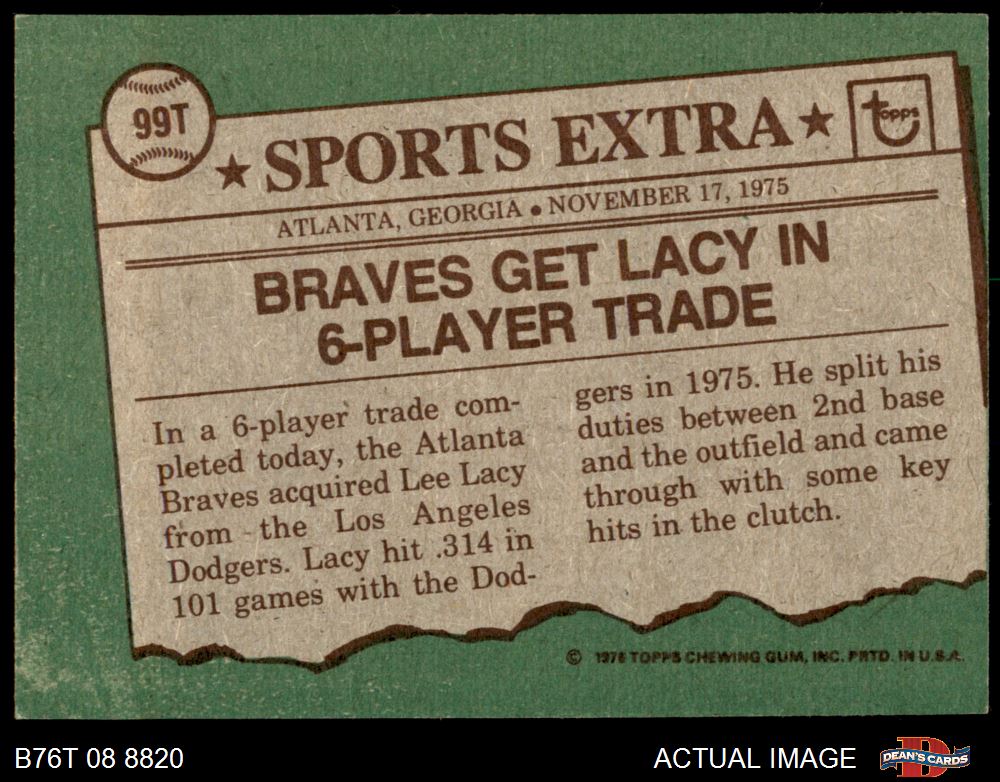 99T
★ SPORTS EXTRA ★
topps
ATLANTA, GEORGIA • NOVEMBER 17, 1975
BRAVES GET LACY IN
6-PLAYER TRADE
In a 6-player trade com-
pleted today, the Atlanta
Braves acquired Lee Lacy
from the Los Angeles
Dodgers. Lacy hit .314 in
101 games with the Dod-
gers in 1975. He split his
duties between 2nd base
and the outfield and came
through with some key
hits in the clutch.
© 1976 TOPPS CHEWING GUM, INC. PRTD. IN U.S.A.
B76T 08 8820
ACTUAL IMAGE
DEAN'S CARDS